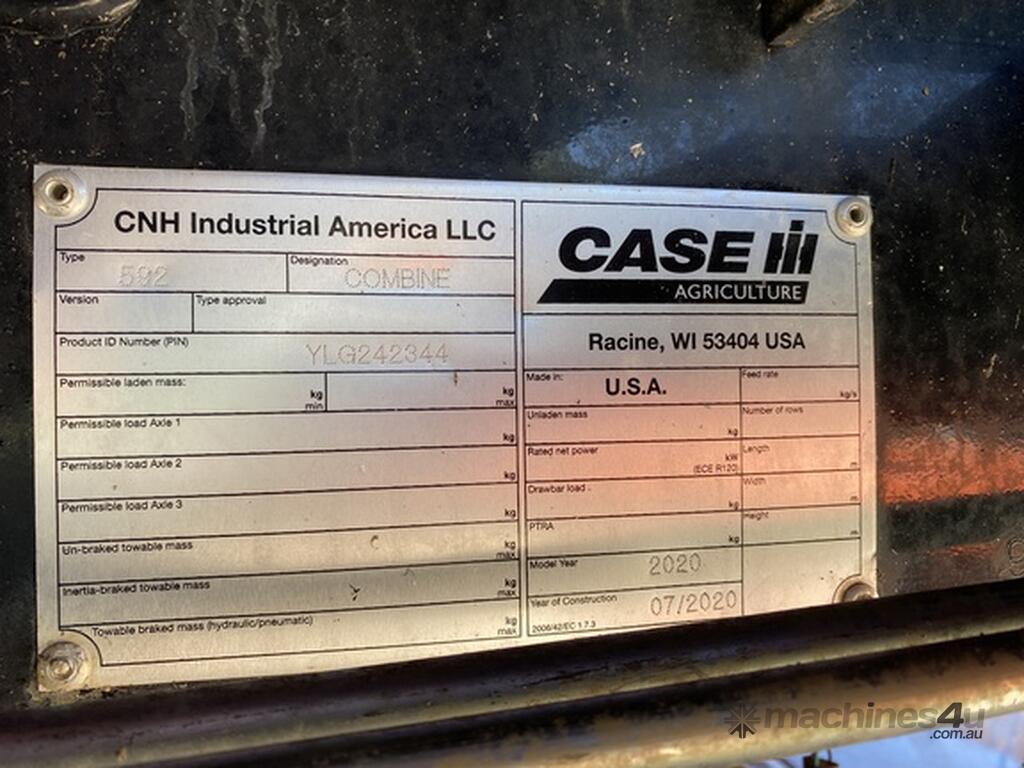 CNH Industrial America LLC
Type 592 Designation COMBINE
Version Type approval
Product ID Number (PIN) YLG242344
Permissible laden mass: kg min kg max
Permissible load Axle 1 kg
Permissible load Axle 2 kg
Permissible load Axle 3 kg
Un-braked towable mass kg max
Inertia-braked towable mass kg max
Towable braked mass (hydraulic/pneumatic) kg max
CASE IH
AGRICULTURE
Racine, WI 53404 USA
Made in: U.S.A. Feed rate kg/s
Unladen mass kg Number of rows
Rated net power kW (ECE R120) Length m
Drawbar load kg Width m
PTRA kg Height m
Model Year 2020
Year of Construction 07/2020
2006/42/EC 1.7.3
9
machines4u
.com.au